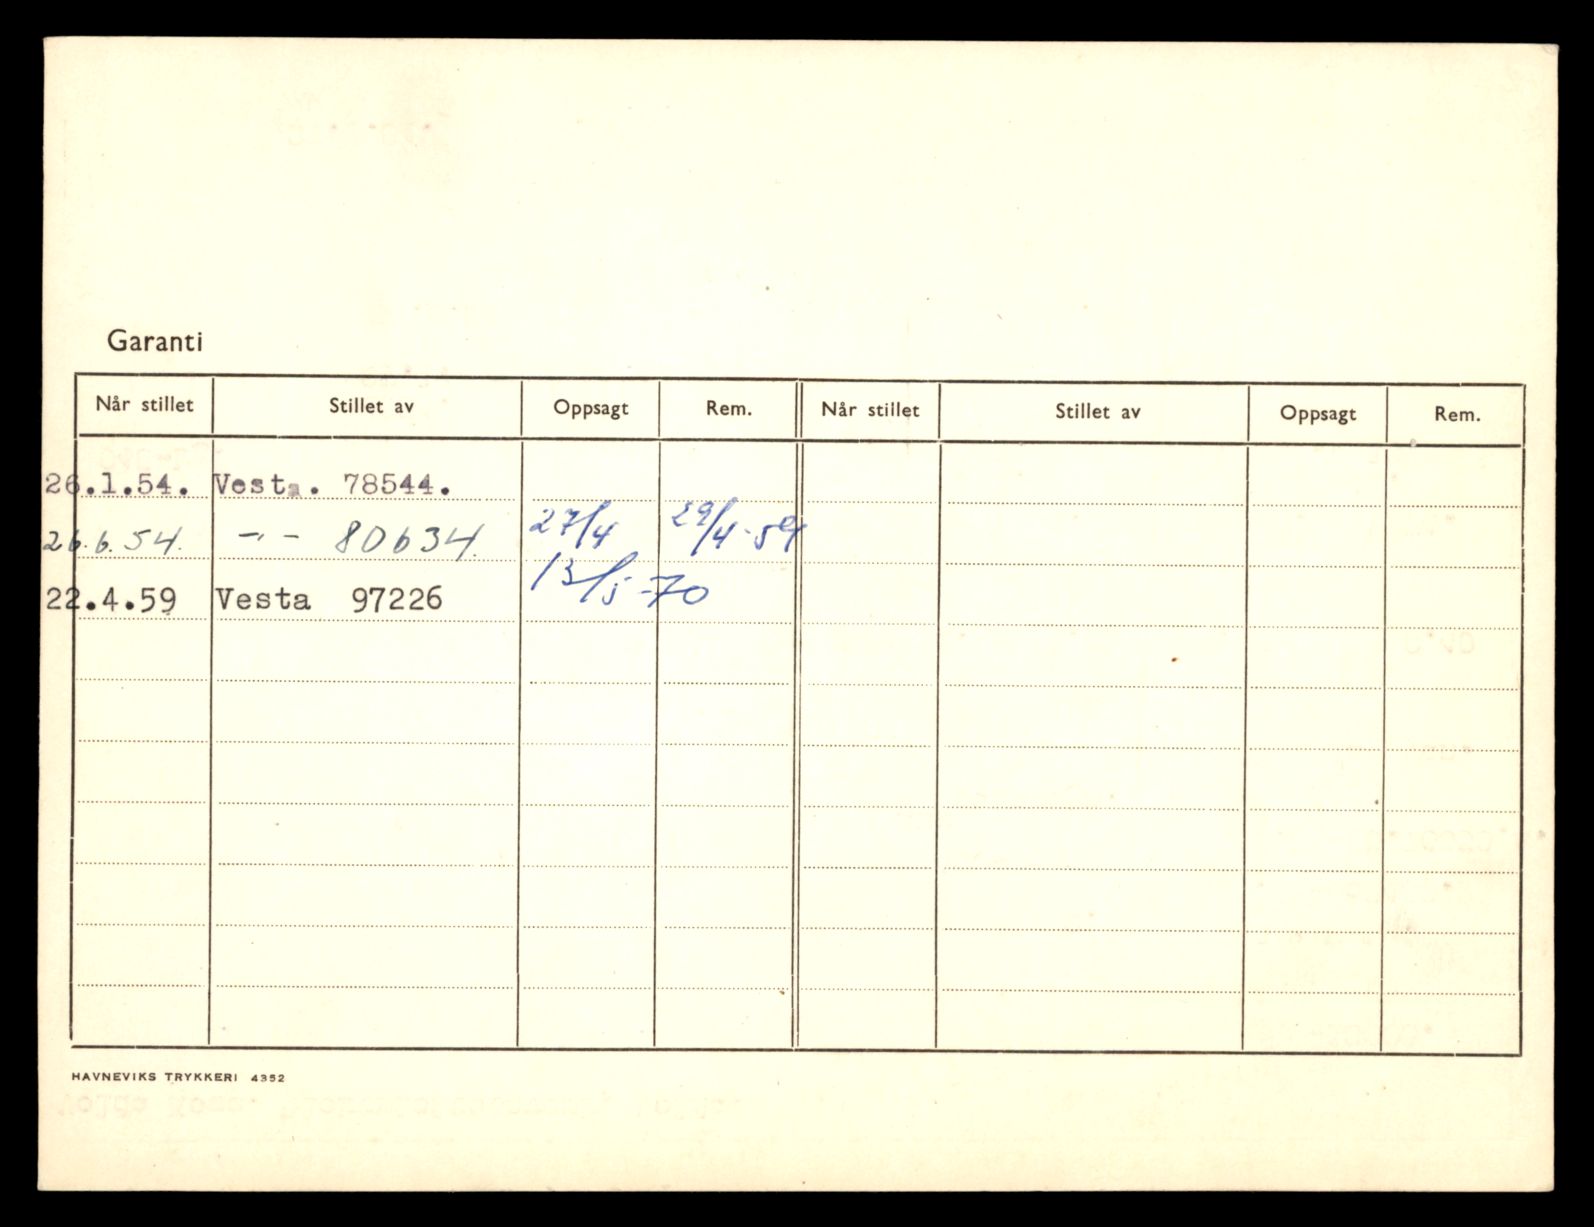 Garanti
Når stillet Stillet av Oppsagt Rem. Når stillet Stillet av Oppsagt Rem.
26.1.54. Vesta. 78544.
26.6.54. -"- 80634. 27/4 29/4-59
22.4.59 Vesta 97226 13/5-70
HAVNEVIKS TRYKKERI 4352